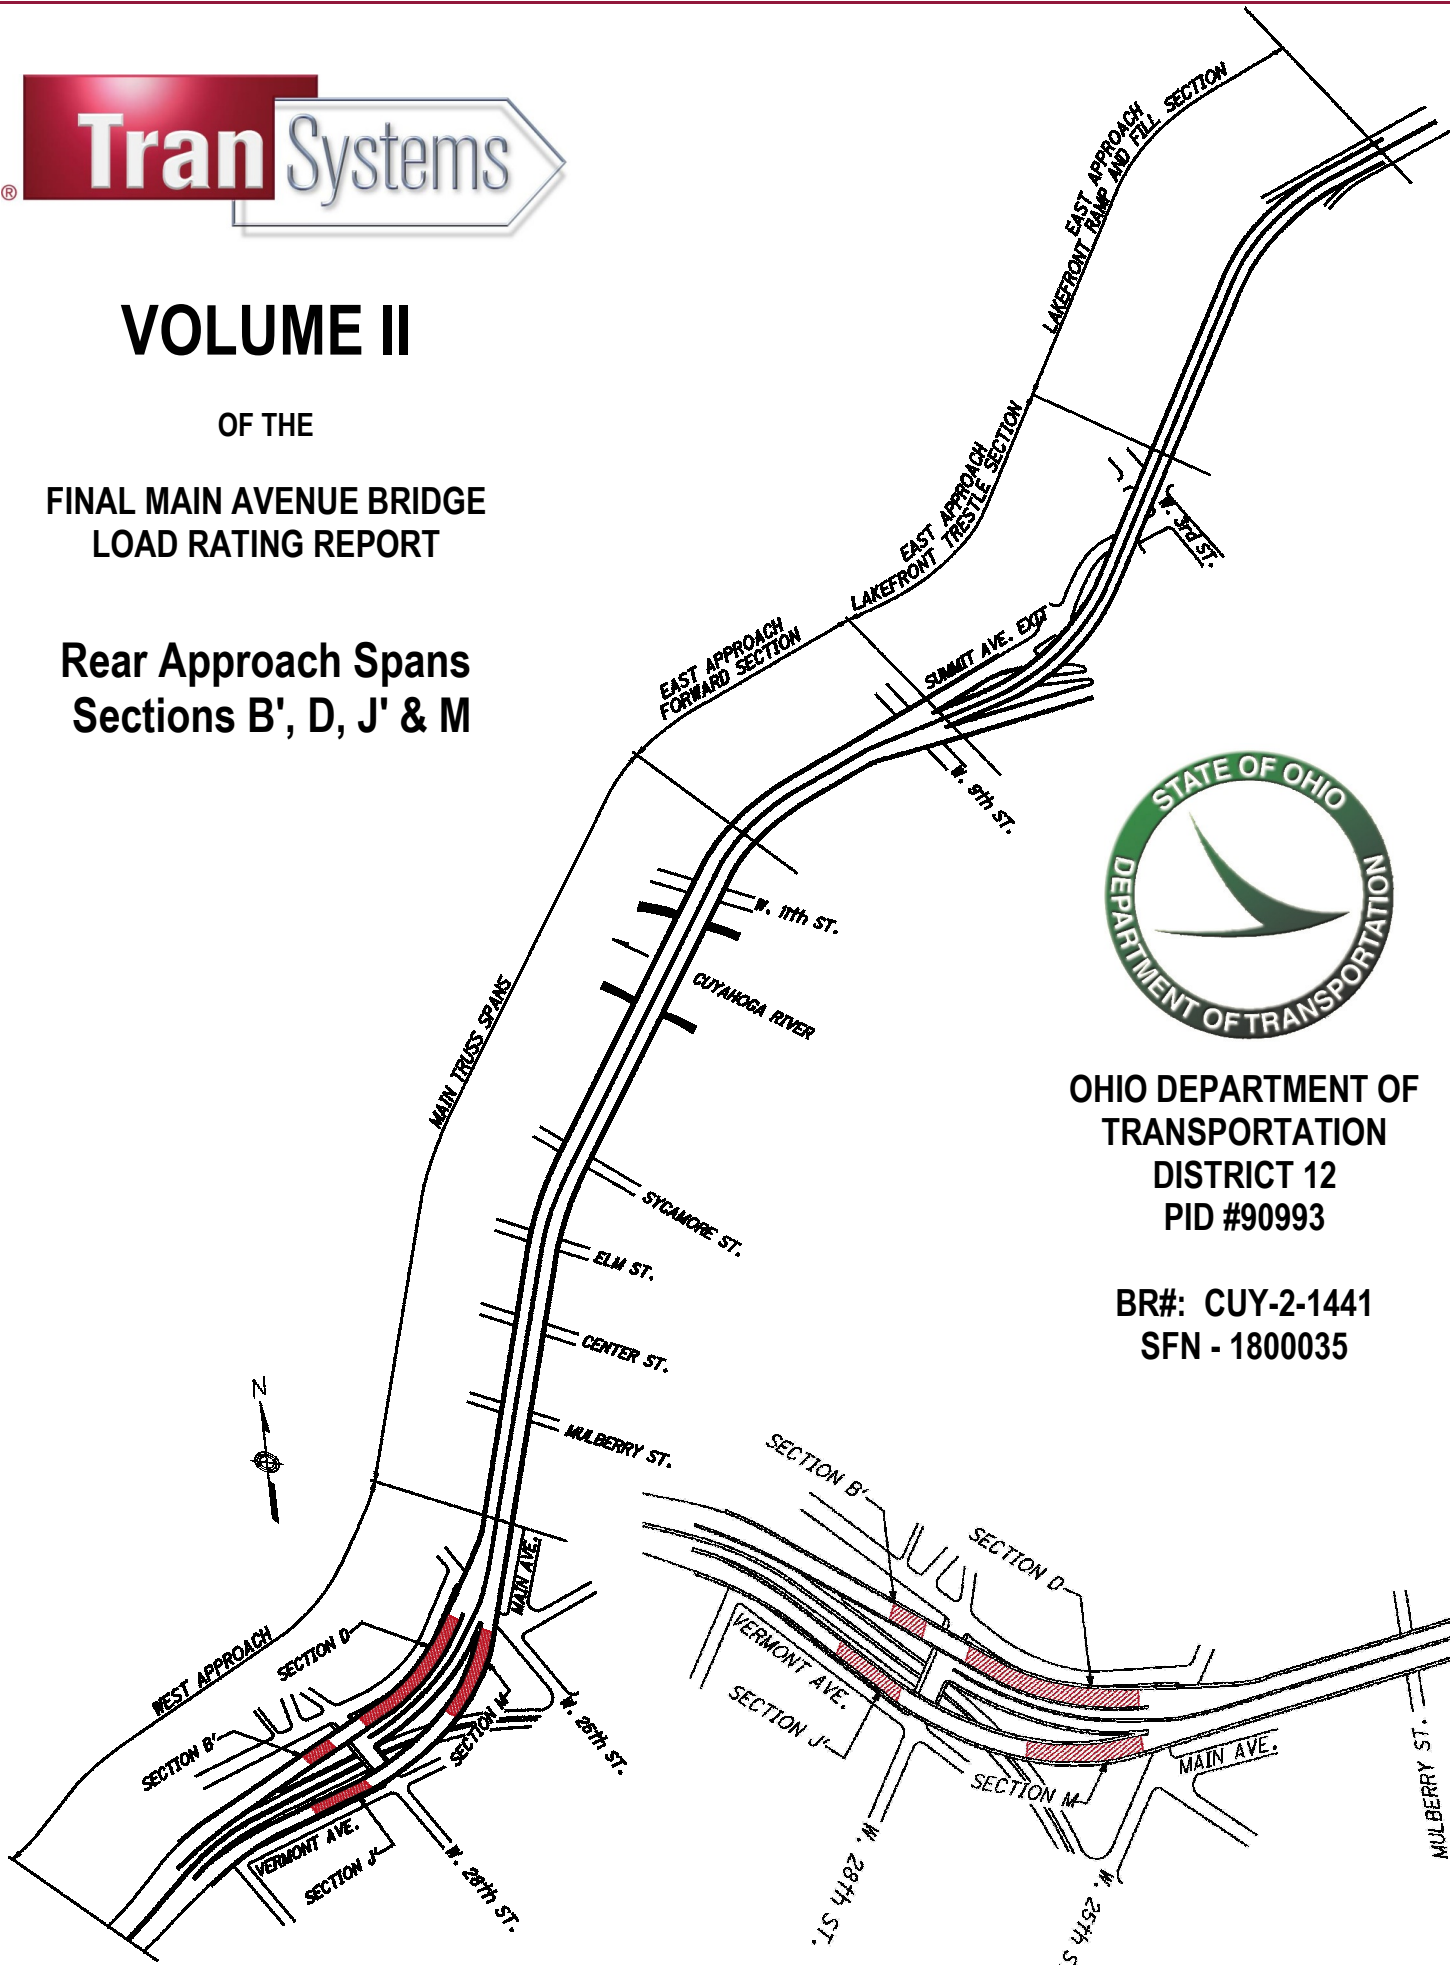 Tran Systems
®
VOLUME II
OF THE
FINAL MAIN AVENUE BRIDGE
LOAD RATING REPORT
Rear Approach Spans
Sections B', D, J' & M
EAST APPROACH
LAKEFRONT RAMP AND FILL SECTION
EAST APPROACH
LAKEFRONT TRESTLE SECTION
W. 3rd ST.
SUMMIT AVE. EXIT
EAST APPROACH
FORWARD SECTION
W. 9th ST.
STATE OF OHIO
DEPARTMENT OF TRANSPORTATION
W. 11th ST.
CUYAHOGA RIVER
MAIN TRUSS SPANS
OHIO DEPARTMENT OF
TRANSPORTATION
DISTRICT 12
PID #90993
BR#: CUY-2-1441
SFN - 1800035
SYCAMORE ST.
ELM ST.
CENTER ST.
MULBERRY ST.
N
MAIN AVE.
WEST APPROACH
SECTION D
SECTION B'
SECTION M
W. 26th ST.
VERMONT AVE.
SECTION J'
W. 28th ST.
SECTION B'
SECTION D
VERMONT AVE.
SECTION J'
SECTION M
MAIN AVE.
MULBERRY ST.
W. 28th ST.
W. 25th S